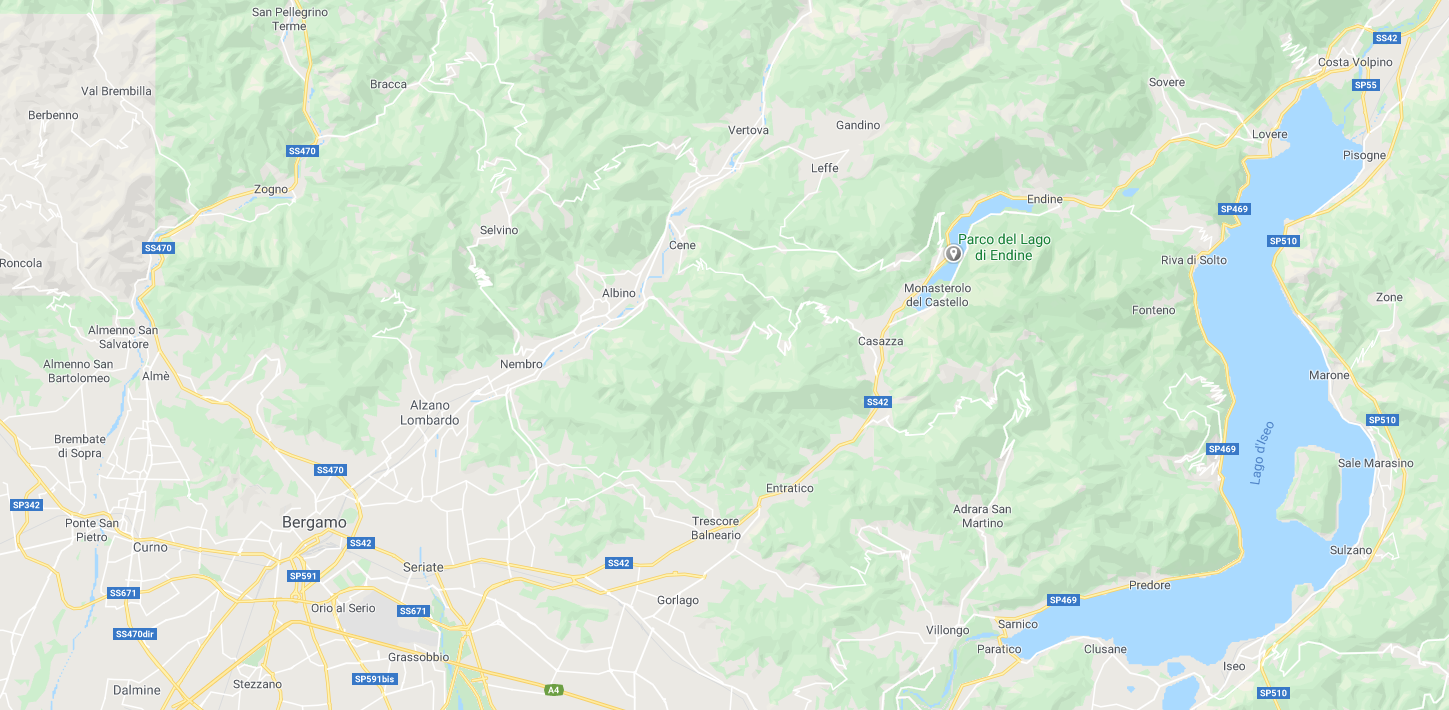 San Pellegrino
Terme
SS42
Costa Volpino
Bracca
Sovere
SP55
Val Brembilla
Berbenno
Vertova
Gandino
Lovere
SS470
Pisogne
Leffe
Zogno
Endine
SP469
Selvino
Parco del Lago
di Endine
SP510
SS470
Cene
Roncola
Riva di Solto
Monasterolo
del Castello
Albino
Zone
Fonteno
Almenno San
Salvatore
Casazza
Almenno San
Bartolomeo
Nembro
Almè
Marone
SS42
Alzano
Lombardo
SP510
Brembate
di Sopra
Lago d'Iseo
SP469
Sale Marasino
SS470
Entratico
SP342
Adrara San
Martino
Ponte San
Pietro
Bergamo
Trescore
Balneario
Curno
SS42
Sulzano
SS42
Seriate
SP591
Predore
SS671
Gorlago
SP469
Orio al Serio
SS671
Sarnico
Villongo
SS470dir
Paratico
Clusane
Grassobbio
Iseo
SP591bis
Stezzano
Dalmine
A4
SP510